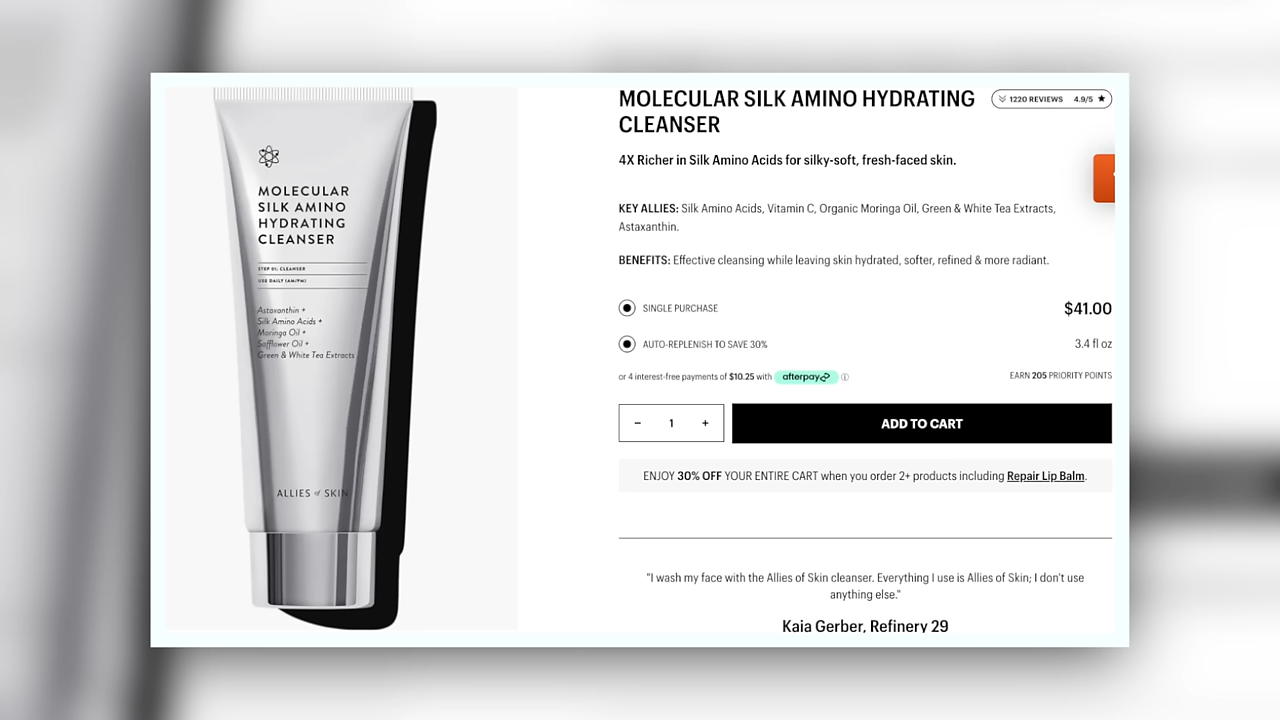 MOLECULAR
SILK AMINO
HYDRATING
CLEANSER
STEP 01: CLEANSER
USE DAILY (AM/PM)
Astaxanthin +
Silk Amino Acids +
Moringa Oil +
Safflower Oil +
Green & White Tea Extracts
ALLIES of SKIN
MOLECULAR SILK AMINO HYDRATING
CLEANSER
1220 REVIEWS 4.9/5
4X Richer in Silk Amino Acids for silky-soft, fresh-faced skin.
KEY ALLIES: Silk Amino Acids, Vitamin C, Organic Moringa Oil, Green & White Tea Extracts,
Astaxanthin.
BENEFITS: Effective cleansing while leaving skin hydrated, softer, refined & more radiant.
SINGLE PURCHASE $41.00
AUTO-REPLENISH TO SAVE 30% 3.4 fl oz
or 4 interest-free payments of $10.25 with afterpay
EARN 205 PRIORITY POINTS
- 1 +
ADD TO CART
ENJOY 30% OFF YOUR ENTIRE CART when you order 2+ products including Repair Lip Balm.
"I wash my face with the Allies of Skin cleanser. Everything I use is Allies of Skin; I don't use
anything else."
Kaia Gerber, Refinery 29